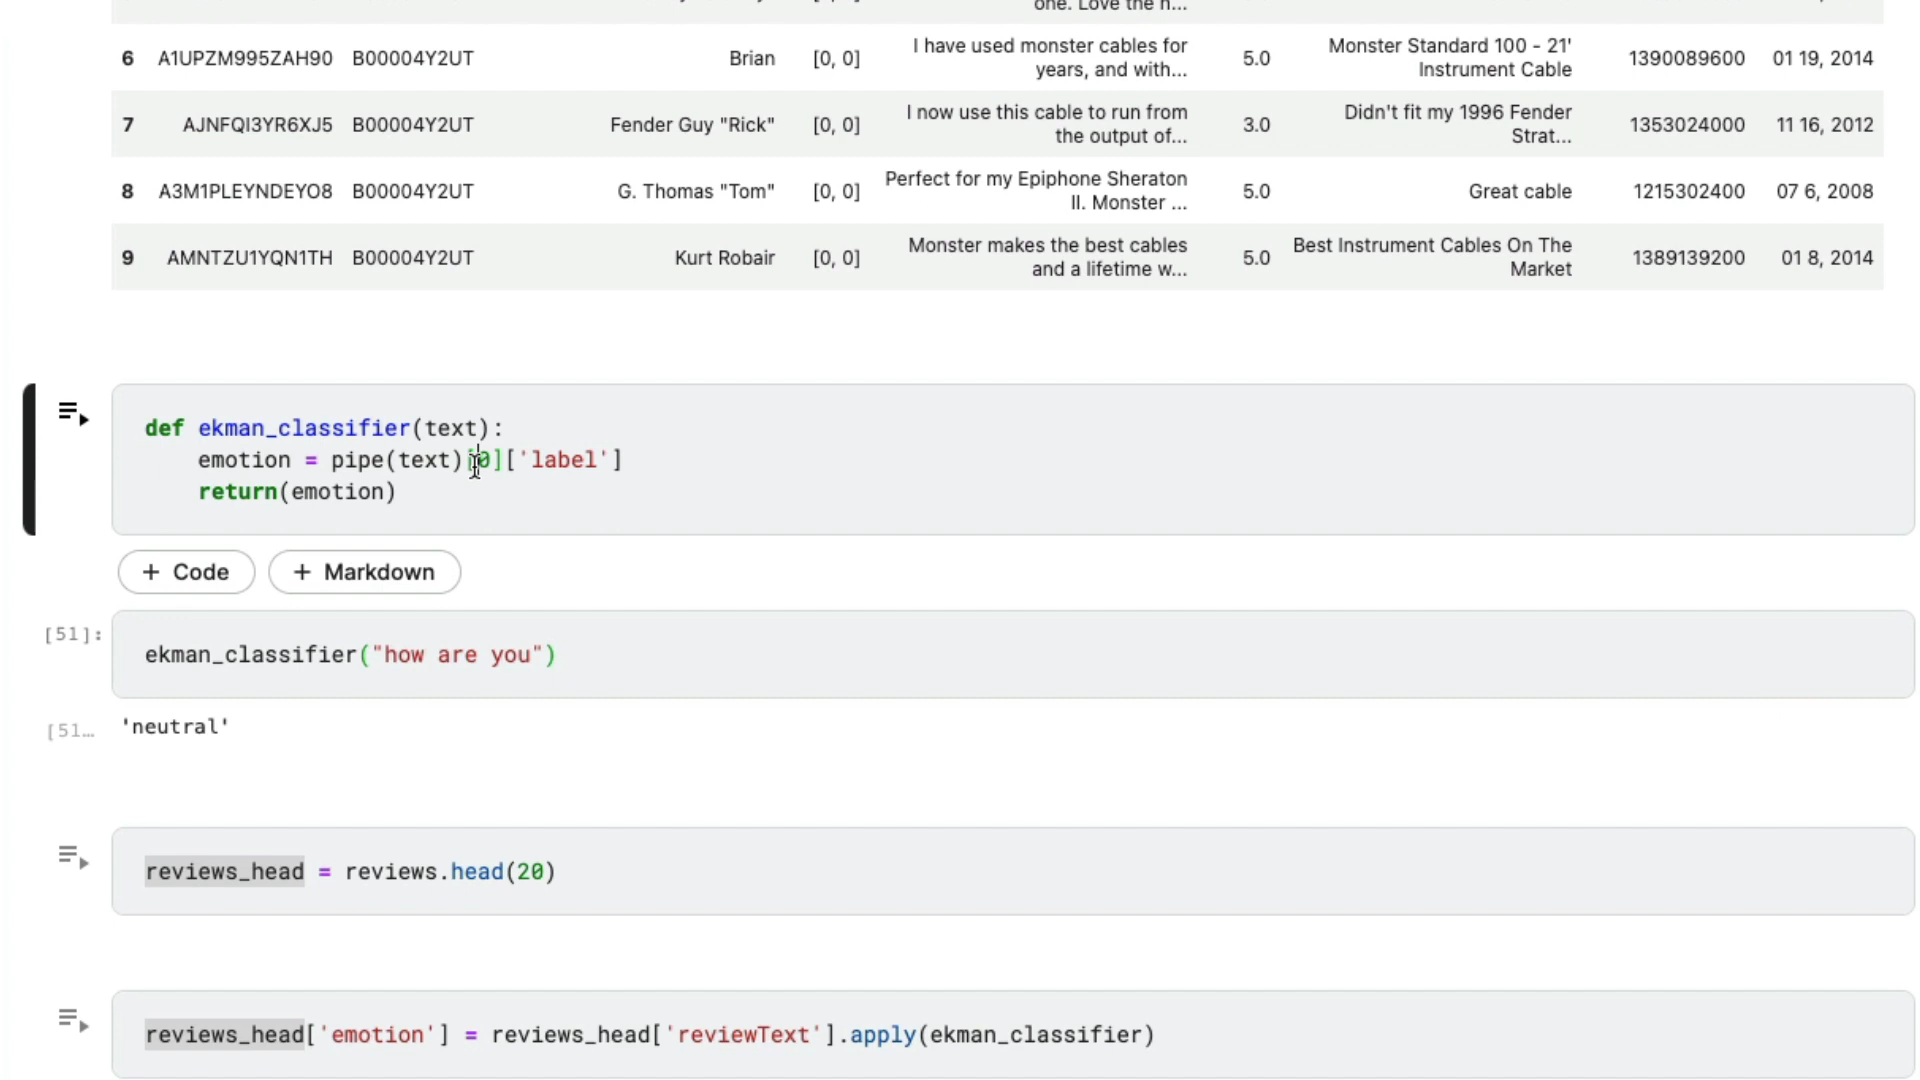 one. Love the n...
6 A1UPZM995ZAH90 B00004Y2UT Brian [0, 0] I have used monster cables for years, and with... 5.0 Monster Standard 100 - 21' Instrument Cable 1390089600 01 19, 2014
7 AJNFQI3YR6XJ5 B00004Y2UT Fender Guy "Rick" [0, 0] I now use this cable to run from the output of... 3.0 Didn't fit my 1996 Fender Strat... 1353024000 11 16, 2012
8 A3M1PLEYNDEYO8 B00004Y2UT G. Thomas "Tom" [0, 0] Perfect for my Epiphone Sheraton II. Monster ... 5.0 Great cable 1215302400 07 6, 2008
9 AMNTZU1YQN1TH B00004Y2UT Kurt Robair [0, 0] Monster makes the best cables and a lifetime w... 5.0 Best Instrument Cables On The Market 1389139200 01 8, 2014
def ekman_classifier(text):
emotion = pipe(text)[0]['label']
return(emotion)
+ Code + Markdown
[51]: ekman_classifier("how are you")
[51... 'neutral'
reviews_head = reviews.head(20)
reviews_head['emotion'] = reviews_head['reviewText'].apply(ekman_classifier)